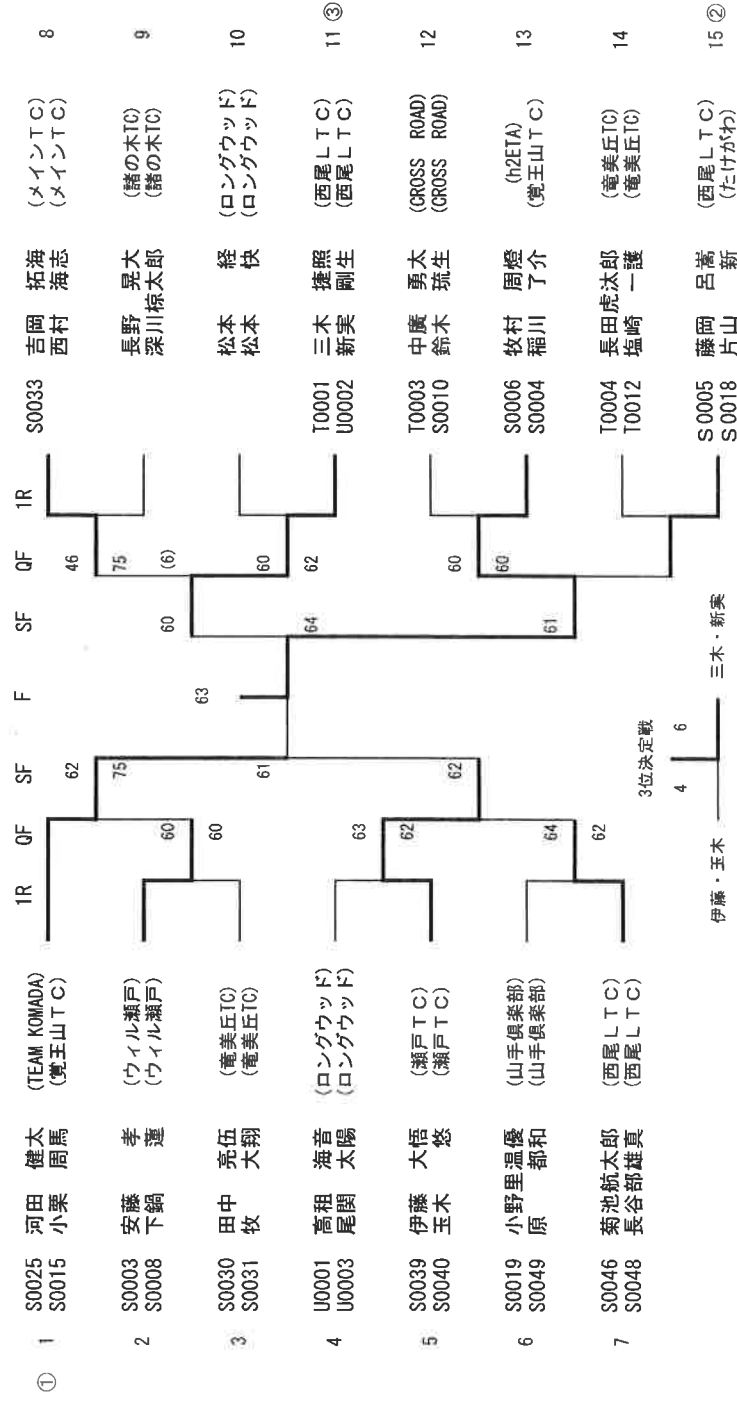 ① 1 S0025 河田 健太 (TEAM KOMADA)
S0015 小栗 周馬 (覚王山TC)
2 S0003 安藤 孝 (ウィル瀬戸)
S0008 下鍋 蓮 (ウィル瀬戸)
3 S0030 田中 亮伍 (竜美丘TC)
S0031 牧 大翔 (竜美丘TC)
4 U0001 高租 海音 (ロングウッド)
U0003 尾関 太陽 (ロングウッド)
5 S0039 伊藤 大悟 (瀬戸TC)
S0040 玉木 悠 (瀬戸TC)
6 S0019 小野里温優 (山手倶楽部)
S0049 原 都和 (山手倶楽部)
7 S0046 菊池航太郎 (西尾LTC)
S0048 長谷部雄真 (西尾LTC)
1R QF SF F SF QF 1R
62
75
60
60
61
63
62
62
64
62
63
60
64
61
46
75 (6)
60
62
60
60
3位決定戦
4 6
伊藤・玉木 三木・新実
S0033 吉岡 拓海 (メインTC) 8
西村 海志 (メインTC)
長野 晃大 (諸の木TC) 9
深川椋太郎 (諸の木TC)
松本 経 (ロングウッド) 10
松本 快 (ロングウッド)
T0001 三木 捷照 (西尾LTC) 11 ③
U0002 新実 剛生 (西尾LTC)
T0003 中廣 勇太 (CROSS ROAD) 12
S0010 鈴木 琉生 (CROSS ROAD)
S0006 牧村 周燈 (h2ETA) 13
S0004 稲川 了介 (覚王山TC)
T0004 長田虎汰郎 (竜美丘TC) 14
T0012 塩崎 一護 (竜美丘TC)
S0005 藤岡 呂嵩 (西尾LTC) 15 ②
S0018 片山 新 (たけがわ)